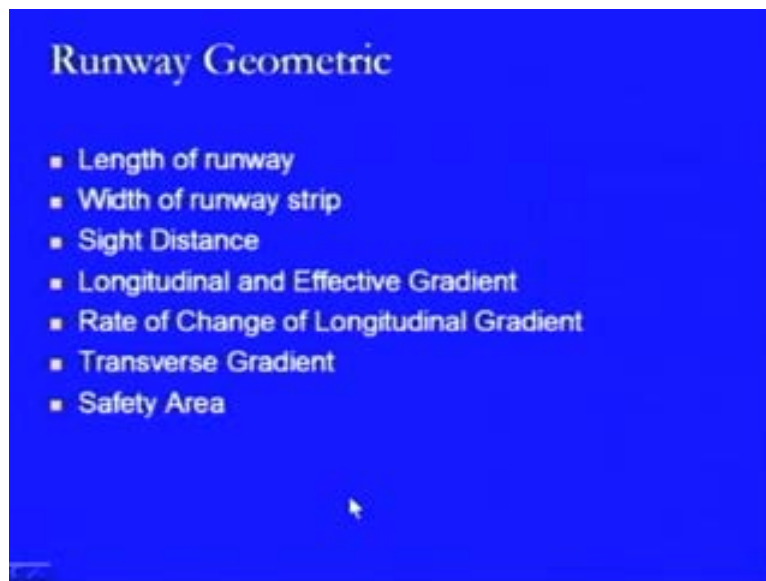 Runway Geometric
Length of runway
Width of runway strip
Sight Distance
Longitudinal and Effective Gradient
Rate of Change of Longitudinal Gradient
Transverse Gradient
Safety Area